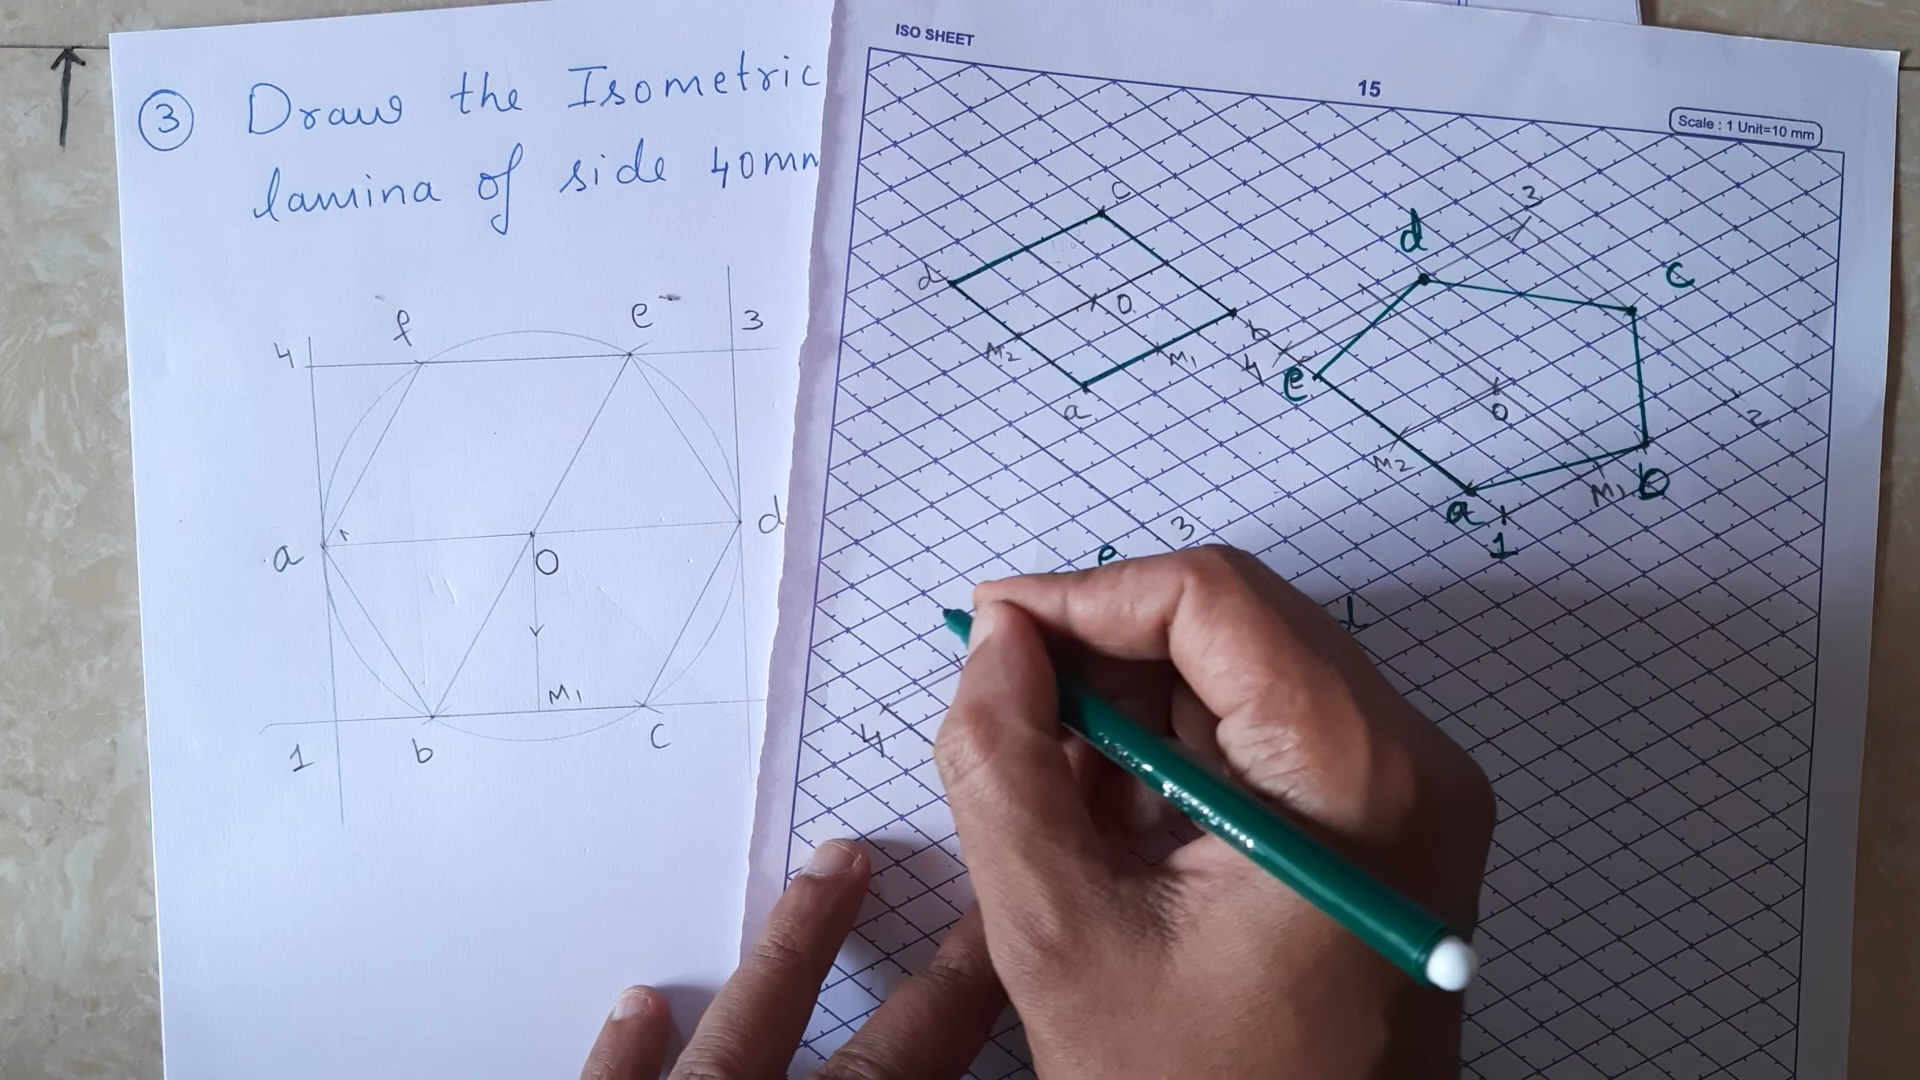 3 Draw the Isometric
lamina of side 40mm
f e 3
4
a O d
M1
1 b c
ISO SHEET
15
Scale : 1 Unit=10 mm
c
d O
b
M2 M1
a
3
d
c
4
e
O 2
M2
M1 b
a
1
3
e
d
4